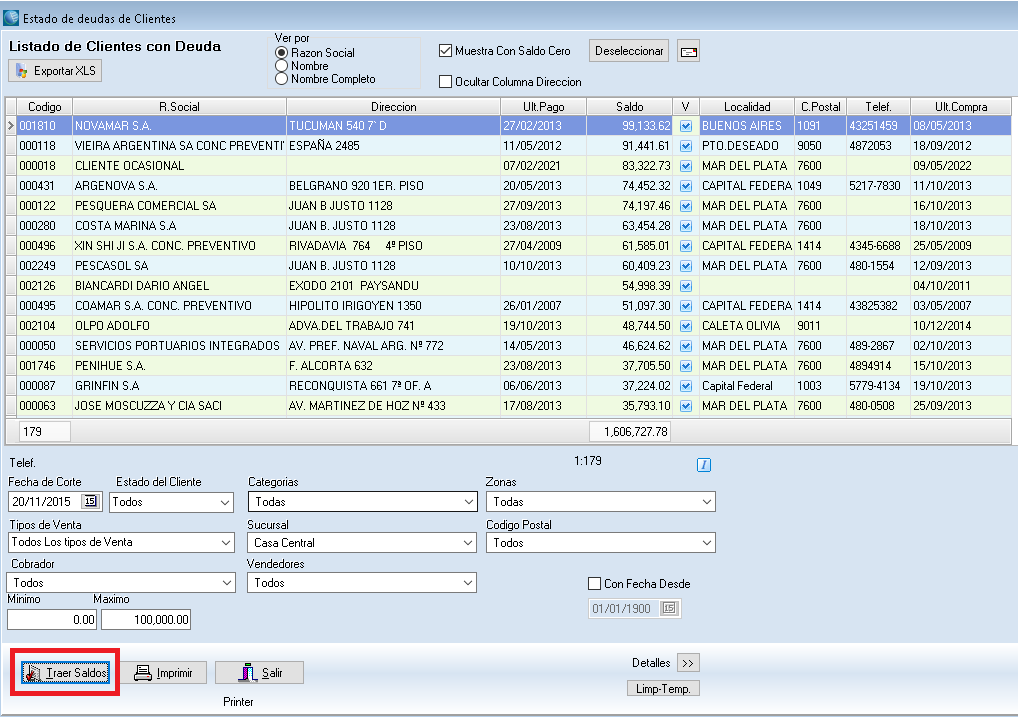 Estado de deudas de Clientes
Listado de Clientes con Deuda
Exportar XLS
Ver por
Razon Social
Nombre
Nombre Completo
Muestra Con Saldo Cero
Deseleccionar
Ocultar Columna Direccion
Codigo R.Social Direccion Ult.Pago Saldo V Localidad C.Postal Telef. Ult.Compra
001810 NOVAMAR S.A. TUCUMAN 540 7`D 27/02/2013 99,133.62 BUENOS AIRES 1091 43251459 08/05/2013
000118 VIEIRA ARGENTINA SA CONC PREVENTI ESPAÑA 2485 11/05/2012 91,441.61 PTO.DESEADO 9050 4872053 18/09/2012
000018 CLIENTE OCASIONAL 07/02/2021 83,322.73 MAR DEL PLATA 7600 09/05/2022
000431 ARGENOVA S.A. BELGRANO 920 1ER. PISO 20/05/2013 74,452.32 CAPITAL FEDERA 1049 5217-7830 11/10/2013
000122 PESQUERA COMERCIAL SA JUAN B JUSTO 1128 27/09/2013 74,197.46 MAR DEL PLATA 7600 16/10/2013
000280 COSTA MARINA S.A JUAN B. JUSTO 1128 23/08/2013 63,454.28 MAR DEL PLATA 7600 18/10/2013
000496 XIN SHI JI S.A. CONC. PREVENTIVO RIVADAVIA 764 4º PISO 27/04/2009 61,585.01 CAPITAL FEDERA 1414 4345-6688 25/05/2009
002249 PESCASOL SA JUAN B. JUSTO 1128 10/10/2013 60,409.23 MAR DEL PLATA 7600 480-1554 12/09/2013
002126 BIANCARDI DARIO ANGEL EXODO 2101 PAYSANDU 54,998.39 04/10/2011
000495 COAMAR S.A. CONC. PREVENTIVO HIPOLITO IRIGOYEN 1350 26/01/2007 51,097.30 CAPITAL FEDERA 1414 43825382 03/05/2007
002104 OLPO ADOLFO ADVA.DEL TRABAJO 741 19/10/2013 48,744.50 CALETA OLIVIA 9011 10/12/2014
000050 SERVICIOS PORTUARIOS INTEGRADOS AV. PREF. NAVAL ARG. Nº 772 14/05/2013 46,624.62 MAR DEL PLATA 7600 489-2867 02/10/2013
001746 PENIHUE S.A. F. ALCORTA 632 23/08/2013 37,705.50 MAR DEL PLATA 7600 4894914 15/10/2013
000087 GRINFIN S.A RECONQUISTA 661 7ª OF. A 06/06/2013 37,224.02 Capital Federal 1003 5779-4134 19/10/2013
000063 JOSE MOSCUZZA Y CIA SACI AV. MARTINEZ DE HOZ Nº 433 17/08/2013 35,793.10 MAR DEL PLATA 7600 480-0508 25/09/2013
179 1,606,727.78
Telef. 1:179
Fecha de Corte Estado del Cliente Categorias Zonas
20/11/2015 15 Todos Todas Todas
Tipos de Venta Sucursal Codigo Postal
Todos Los tipos de Venta Casa Central Todos
Cobrador Vendedores
Todos Todos
Con Fecha Desde
Minimo Maximo
01/01/1900 15
0.00 100,000.00
Traer Saldos Imprimir Salir
Detalles >>
Limp-Temp.
Printer